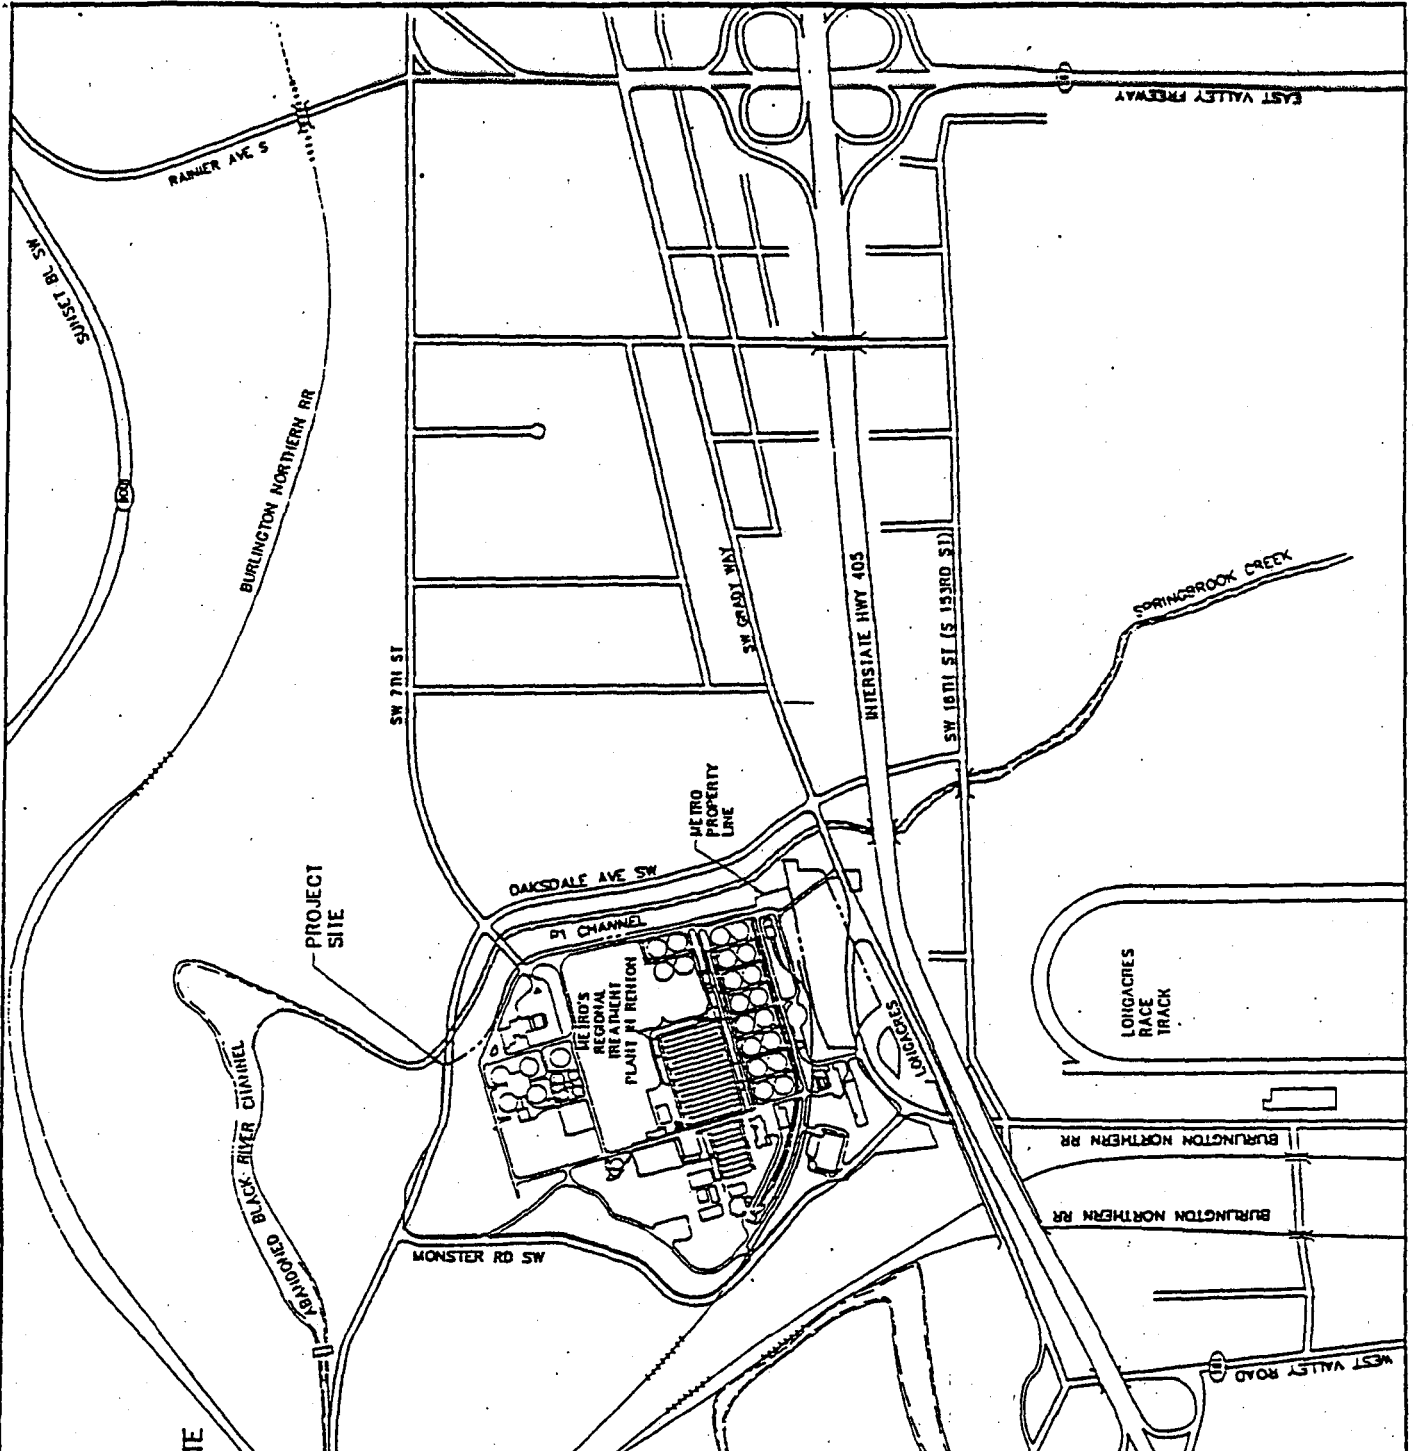 EAST VALLEY FREEWAY
RAINIER AVE S
SUNSET BL SW
BURLINGTON NORTHERN RR
SW GRADY WAY
INTERSTATE HWY 405
SW 16TH ST (S 153RD ST)
SPRINGBROOK CREEK
SW 7TH ST
METRO
PROPERTY
LINE
PROJECT
SITE
OAKSDALE AVE SW
P1 CHANNEL
METRO'S
REGIONAL
TREATMENT
PLANT IN RENTON
LONGACRES
LONGACRES
RACE
TRACK
ABANDONED BLACK RIVER CHANNEL
BURLINGTON NORTHERN RR
BURLINGTON NORTHERN RR
MONSTER RD SW
WEST VALLEY ROAD
TE